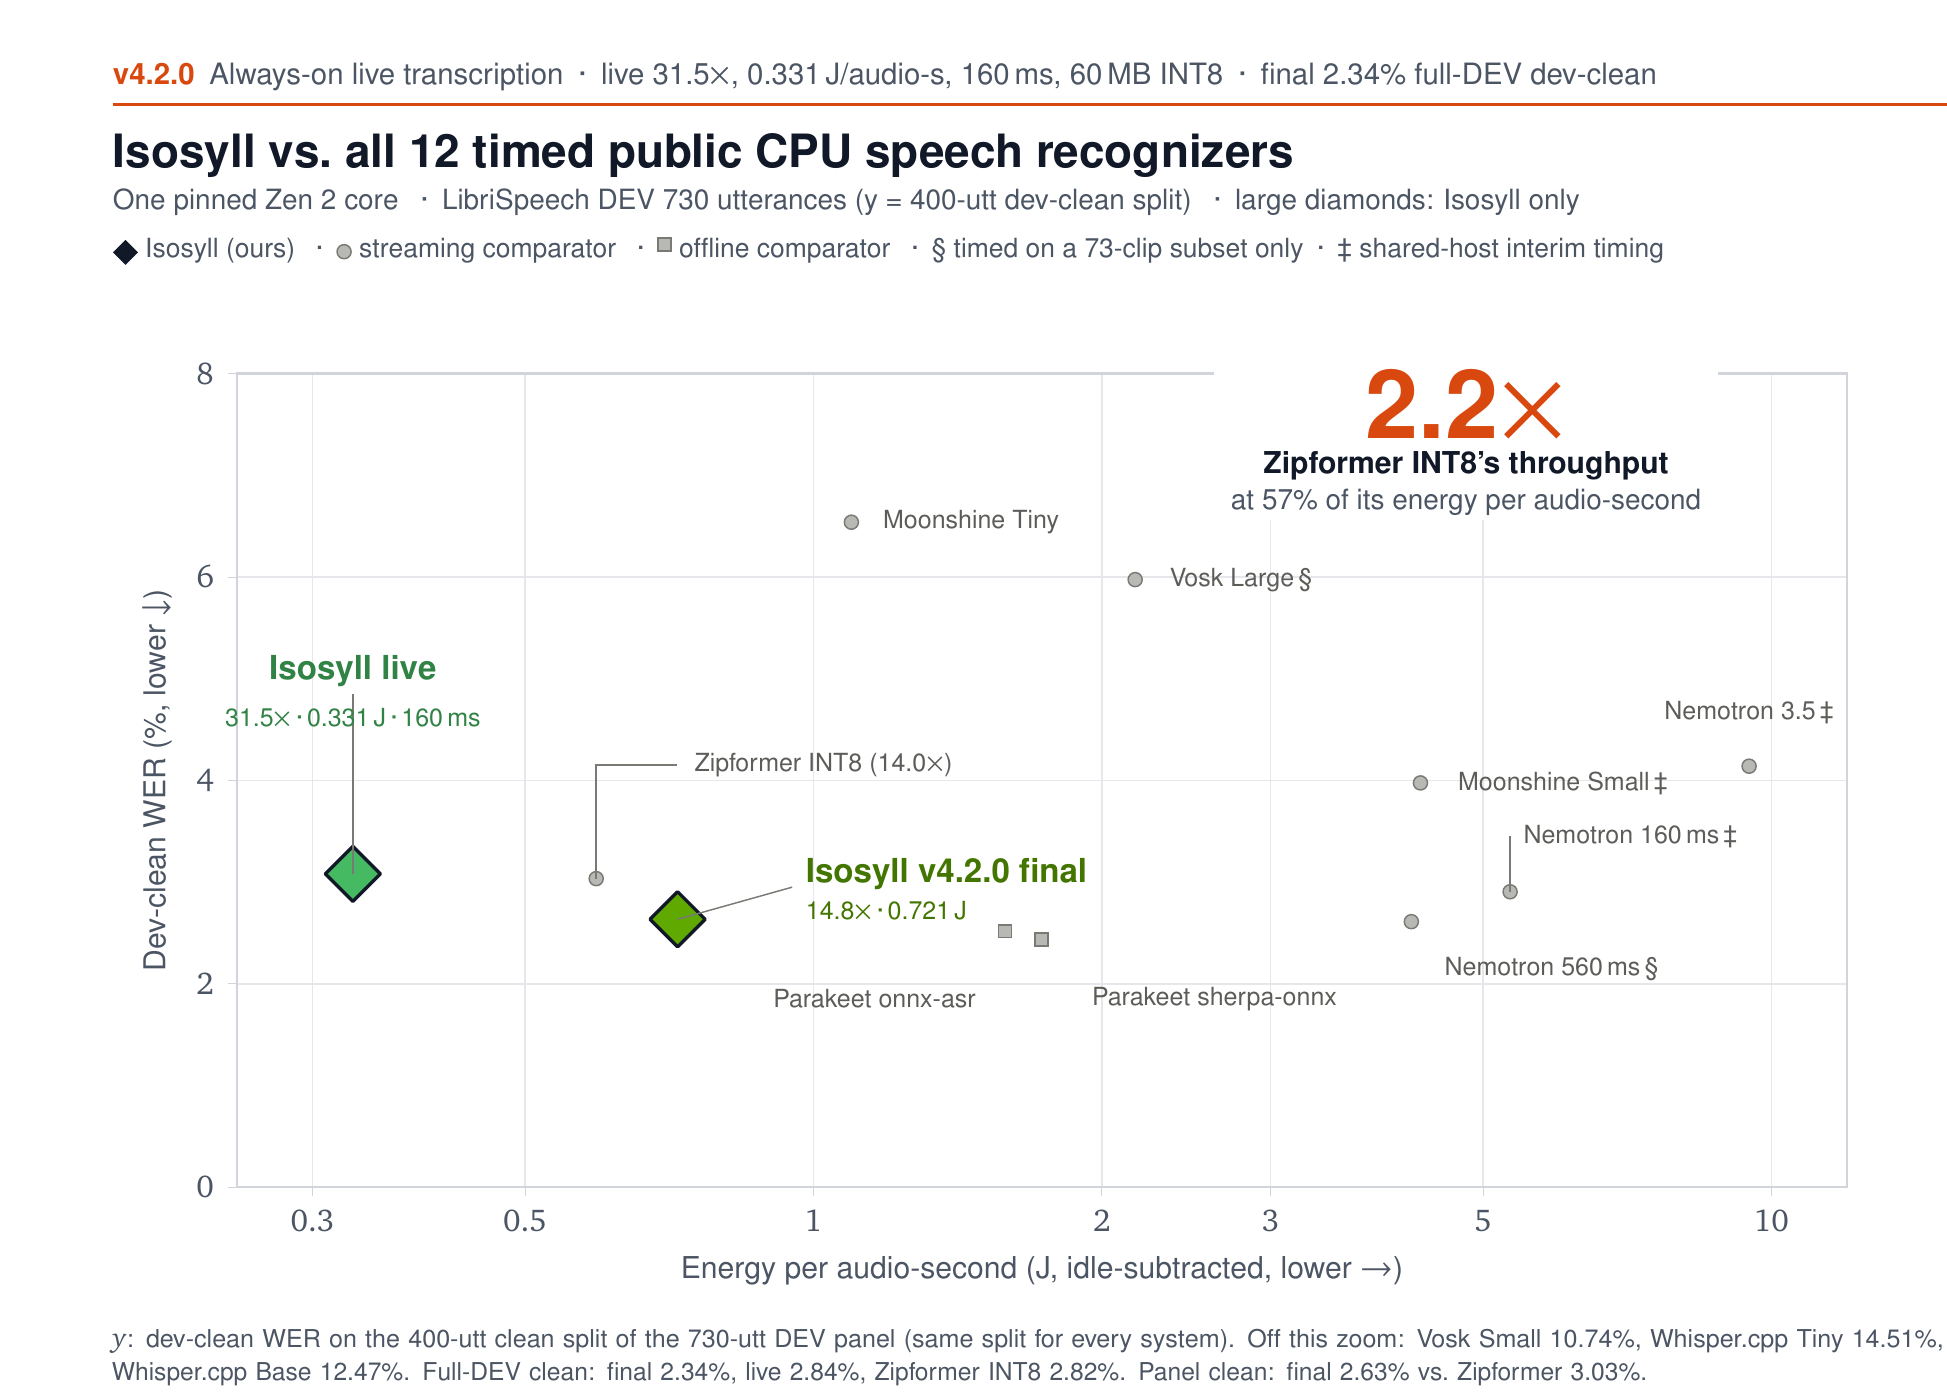 v4.2.0 Always-on live transcription · live 31.5×, 0.331 J/audio-s, 160 ms, 60 MB INT8 · final 2.34% full-DEV dev-clean
Isosyll vs. all 12 timed public CPU speech recognizers
One pinned Zen 2 core · LibriSpeech DEV 730 utterances (y = 400-utt dev-clean split) · large diamonds: Isosyll only
Isosyll (ours) · streaming comparator · offline comparator · § timed on a 73-clip subset only · ‡ shared-host interim timing
8
2.2×
Zipformer INT8’s throughput
at 57% of its energy per audio-second
Moonshine Tiny
6
Vosk Large §
Isosyll live
31.5× · 0.331 J · 160 ms
Nemotron 3.5 ‡
Zipformer INT8 (14.0×)
4
Moonshine Small ‡
Nemotron 160 ms ‡
Isosyll v4.2.0 final
14.8× · 0.721 J
Nemotron 560 ms §
2
Parakeet onnx-asr
Parakeet sherpa-onnx
0
Dev-clean WER (%, lower ↓)
0.3 0.5 1 2 3 5 10
Energy per audio-second (J, idle-subtracted, lower →)
y: dev-clean WER on the 400-utt clean split of the 730-utt DEV panel (same split for every system). Off this zoom: Vosk Small 10.74%, Whisper.cpp Tiny 14.51%,
Whisper.cpp Base 12.47%. Full-DEV clean: final 2.34%, live 2.84%, Zipformer INT8 2.82%. Panel clean: final 2.63% vs. Zipformer 3.03%.